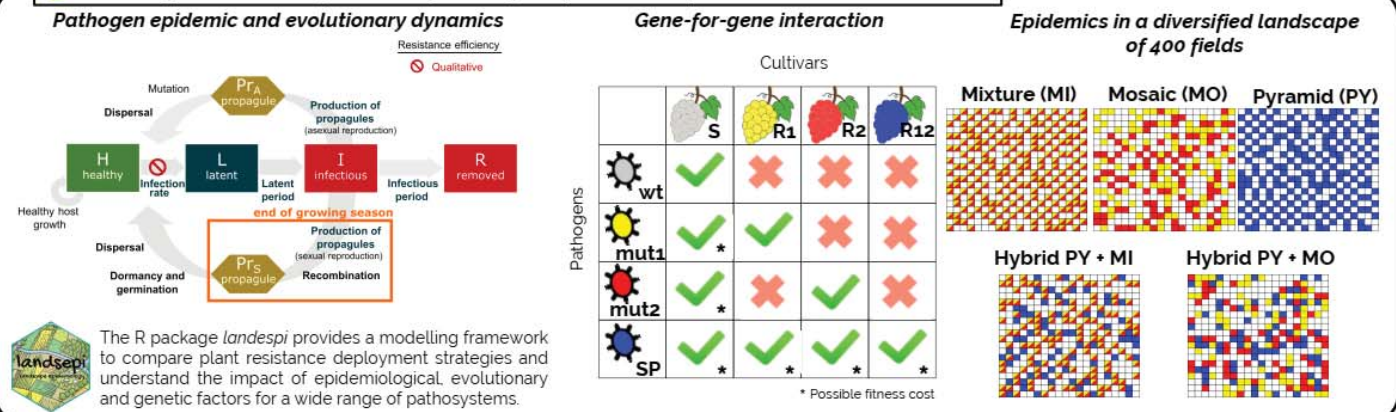 Pathogen epidemic and evolutionary dynamics
Resistance efficiency
Qualitative
Mutation
Dispersal
PrA
propagule
Production of
propagules
(asexual reproduction)
H
healthy
L
latent
I
infectious
R
removed
Infection
rate
Latent
period
Infectious
period
Healthy host
growth
end of growing season
Dispersal
Production of
propagules
(sexual reproduction)
Dormancy and
germination
PrS
propagule
Recombination
landsepi
The R package landespi provides a modelling framework
to compare plant resistance deployment strategies and
understand the impact of epidemiological, evolutionary
and genetic factors for a wide range of pathosystems.
Gene-for-gene interaction
Cultivars
S
R1
R2
R12
Pathogens
wt
mut1
*
mut2
*
SP
* * * *
* Possible fitness cost
Epidemics in a diversified landscape
of 400 fields
Mixture (MI)
Mosaic (MO)
Pyramid (PY)
Hybrid PY + MI
Hybrid PY + MO